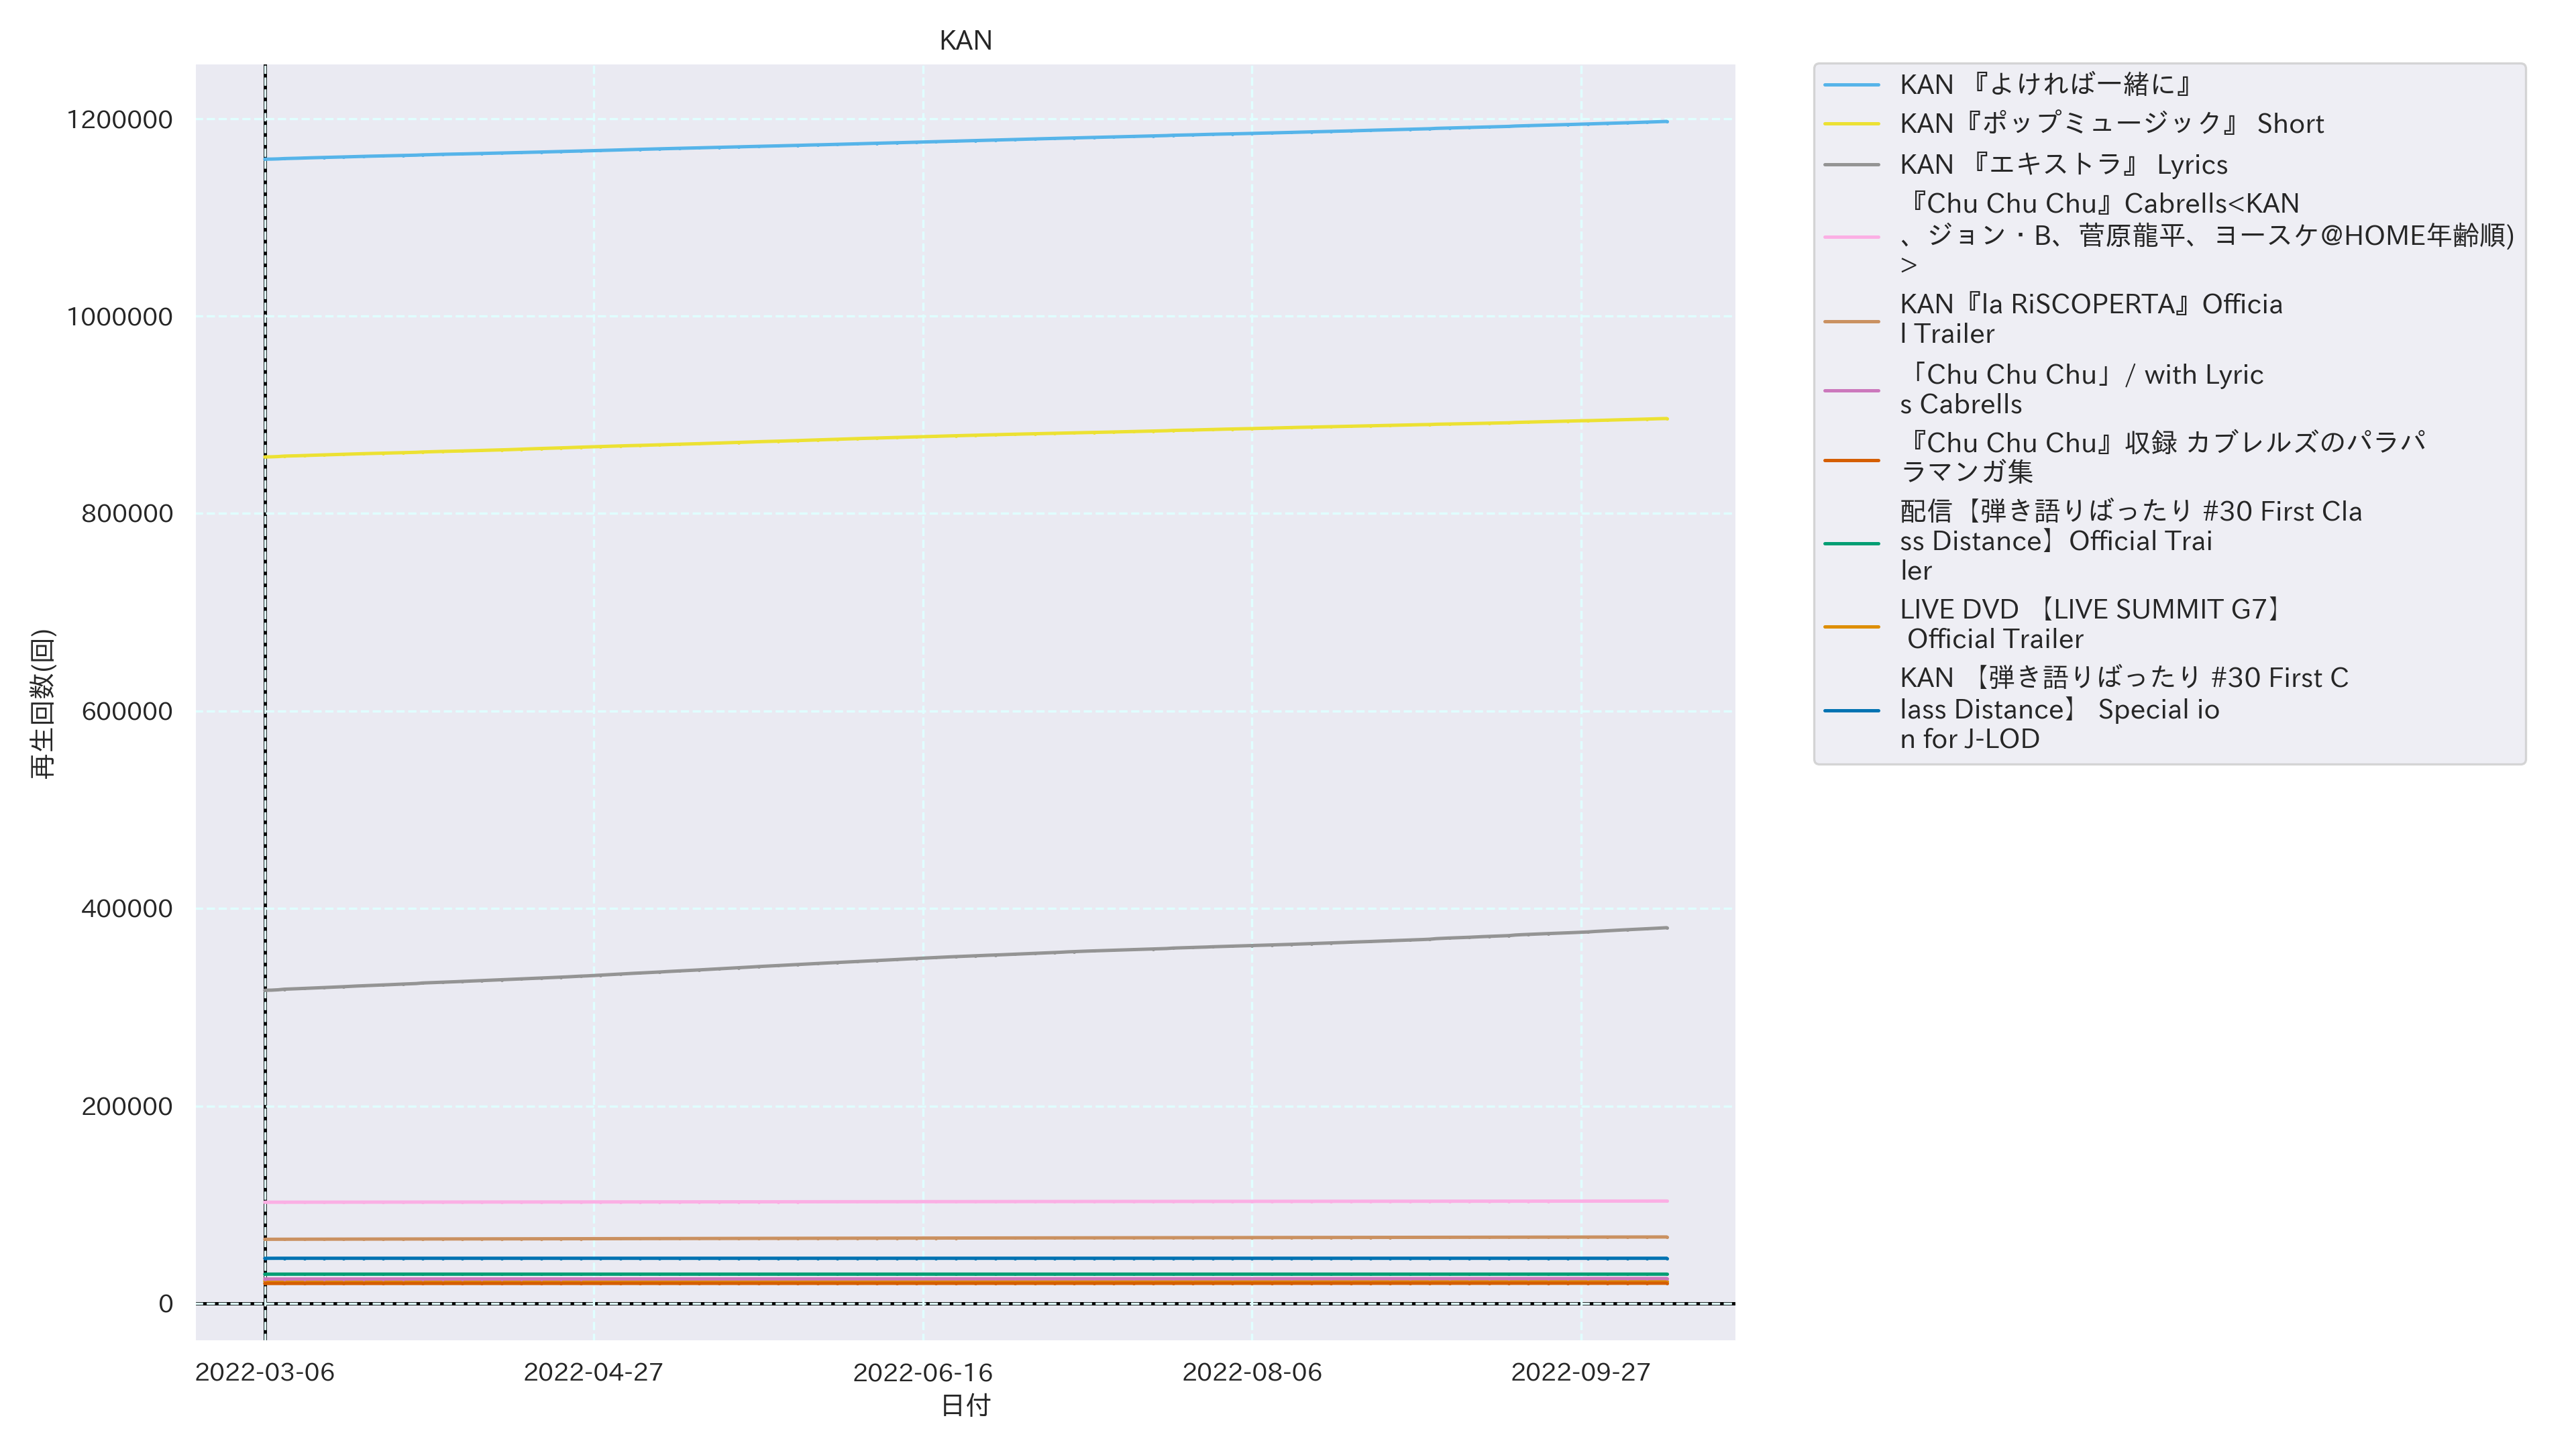 KAN
1200000
1000000
800000
600000
400000
200000
0
再生回数(回)
2022-03-06
2022-04-27
2022-06-16
2022-08-06
2022-09-27
日付
KAN 『よければ一緒に』
KAN『ポップミュージック』 Short
KAN 『エキストラ』 Lyrics
『Chu Chu Chu』Cabrells<KAN
、ジョン・B、菅原龍平、ヨースケ@HOME年齢順)
>
KAN『la RiSCOPERTA』Officia
l Trailer
「Chu Chu Chu」/ with Lyric
s Cabrells
『Chu Chu Chu』収録 カブレルズのパラパ
ラマンガ集
配信【弾き語りばったり #30 First Cla
ss Distance】Official Trai
ler
LIVE DVD 【LIVE SUMMIT G7】
Official Trailer
KAN 【弾き語りばったり #30 First C
lass Distance】 Special io
n for J-LOD